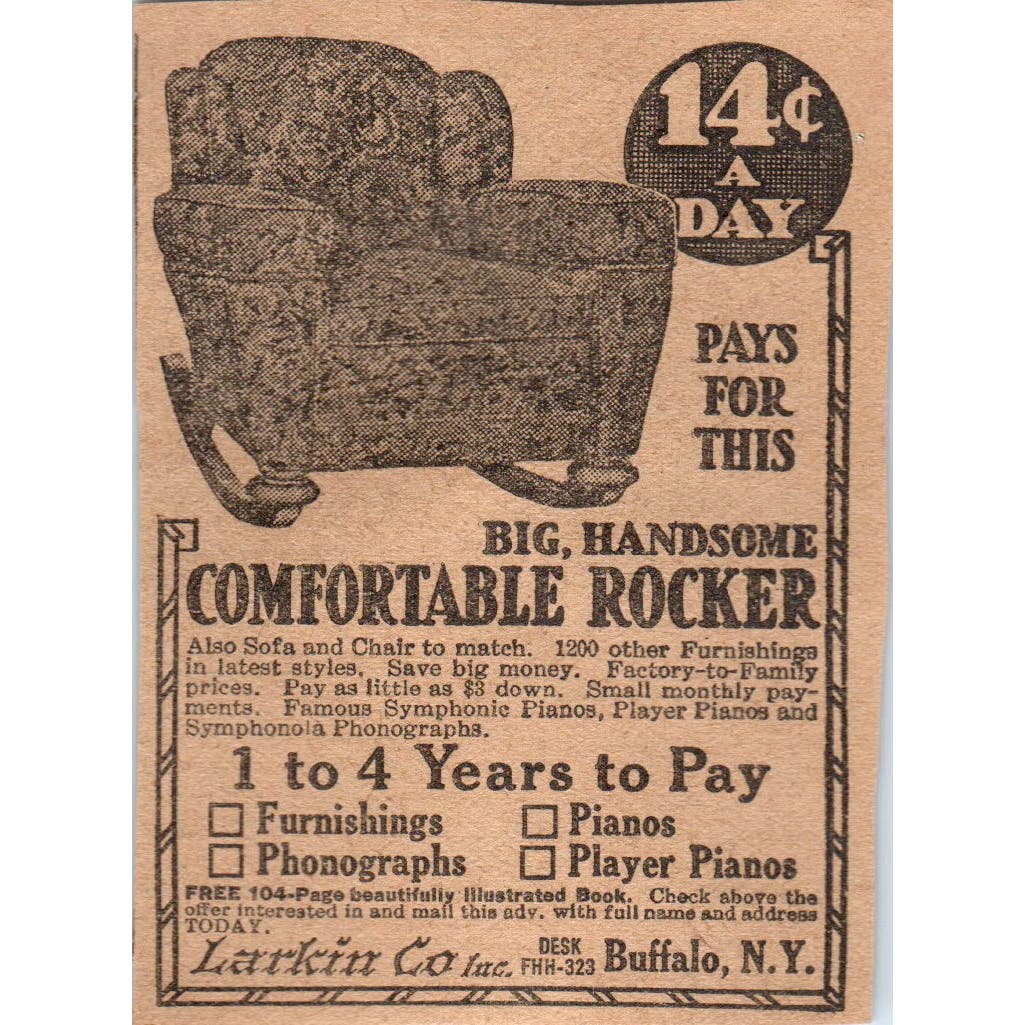 14¢
A
DAY
PAYS
FOR
THIS
BIG, HANDSOME
COMFORTABLE ROCKER
Also Sofa and Chair to match. 1200 other Furnishings
in latest styles. Save big money. Factory-to-Family
prices. Pay as little as $3 down. Small monthly pay-
ments. Famous Symphonic Pianos, Player Pianos and
Symphonola Phonographs.
1 to 4 Years to Pay
☐ Furnishings ☐ Pianos
☐ Phonographs ☐ Player Pianos
FREE 104-Page beautifully Illustrated Book. Check above the
offer interested in and mail this adv. with full name and address
TODAY.
Larkin Co Inc. DESK FHH-323 Buffalo, N.Y.